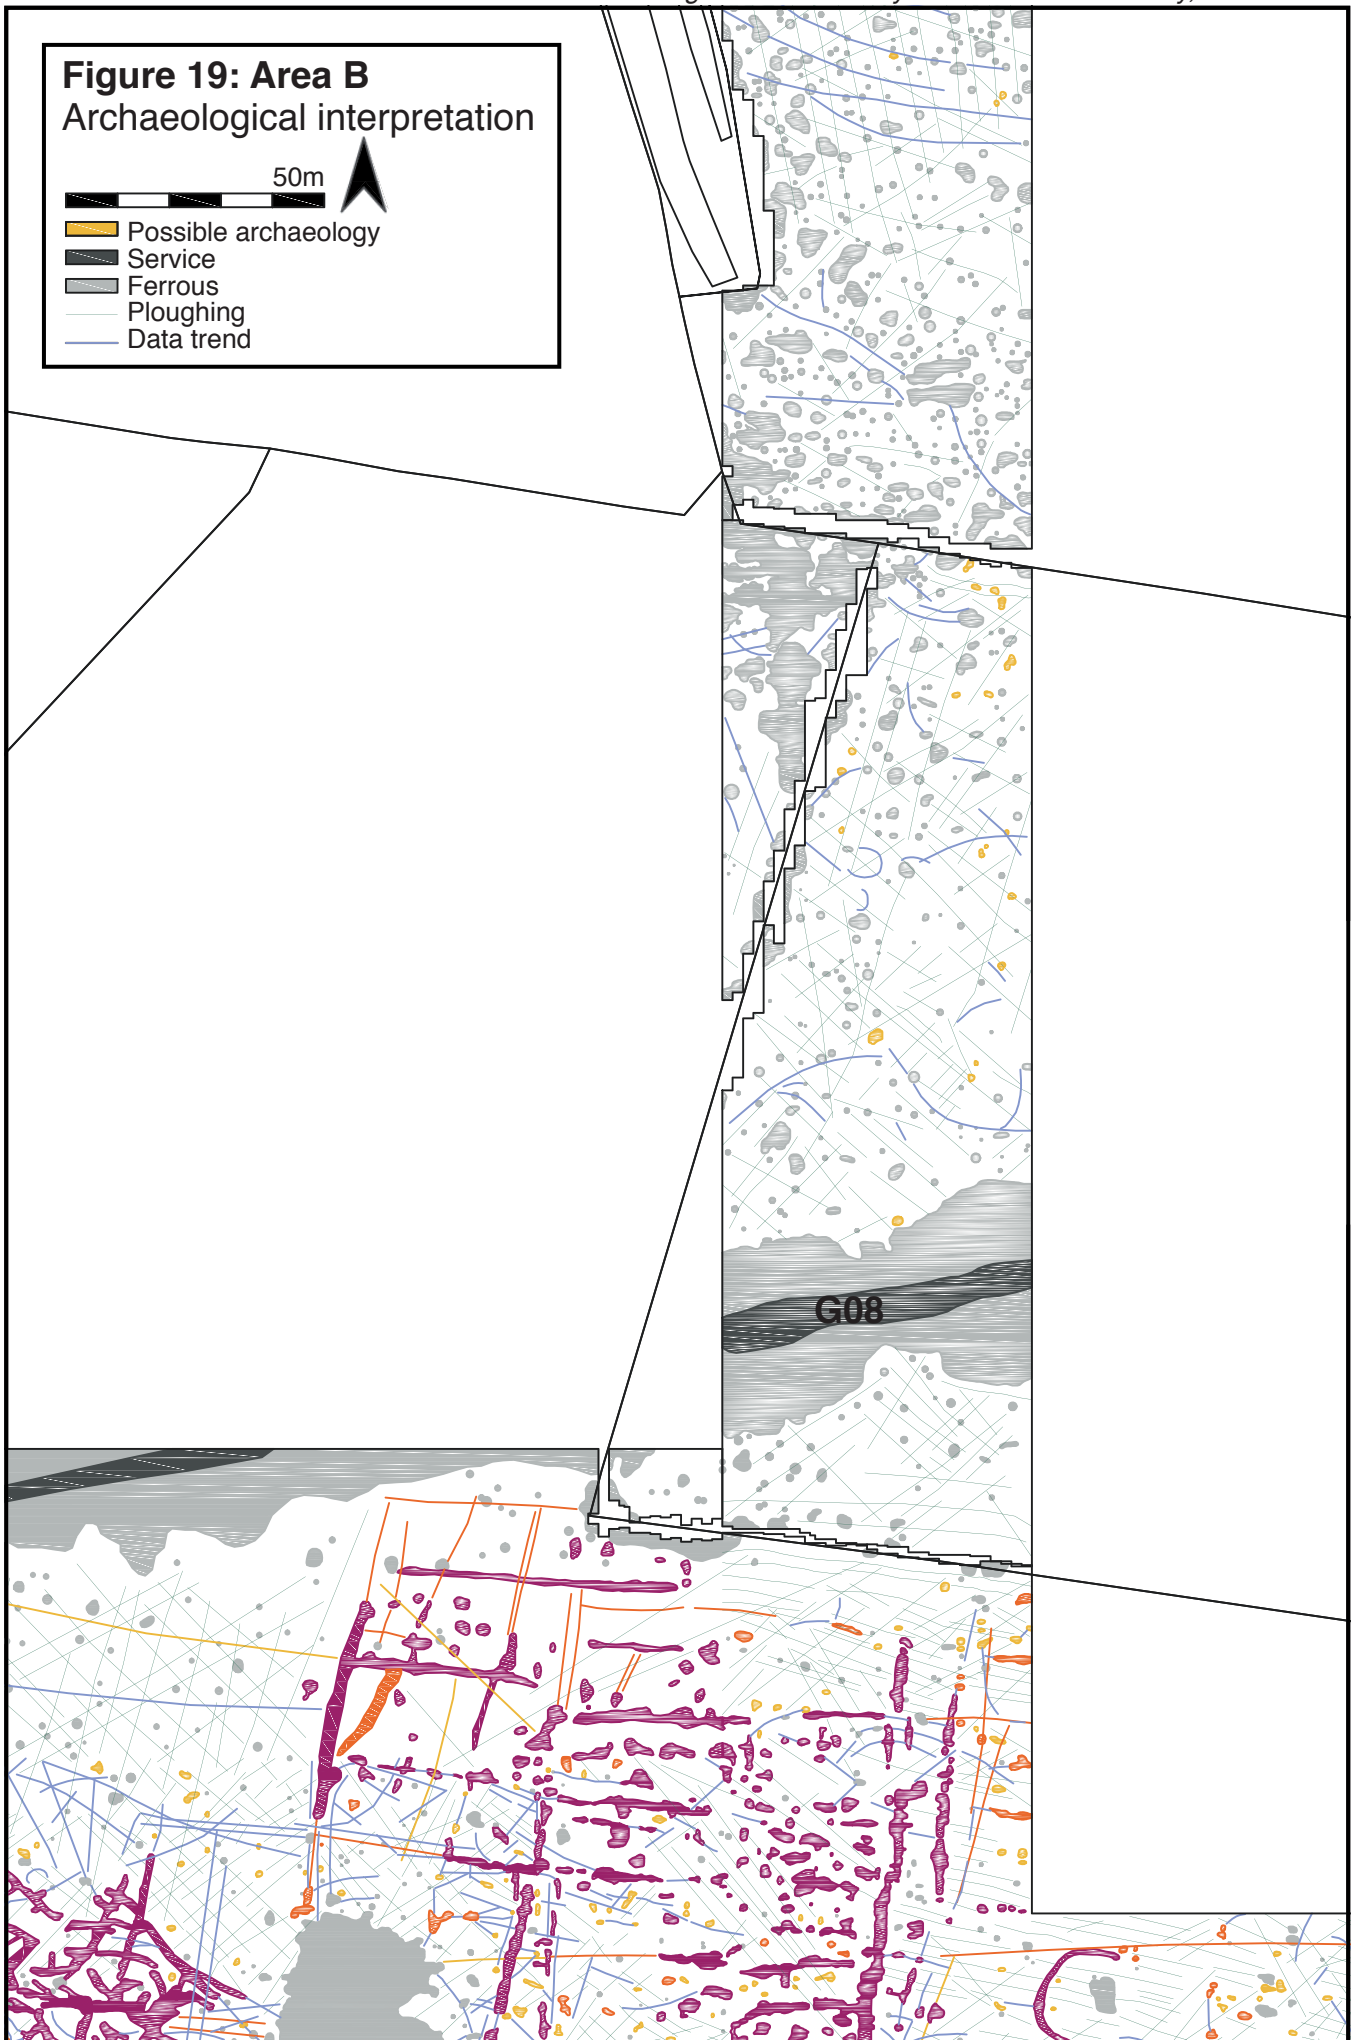 Figure 19: Area B
Archaeological interpretation
50m
Possible archaeology
Service
Ferrous
Ploughing
Data trend
G08